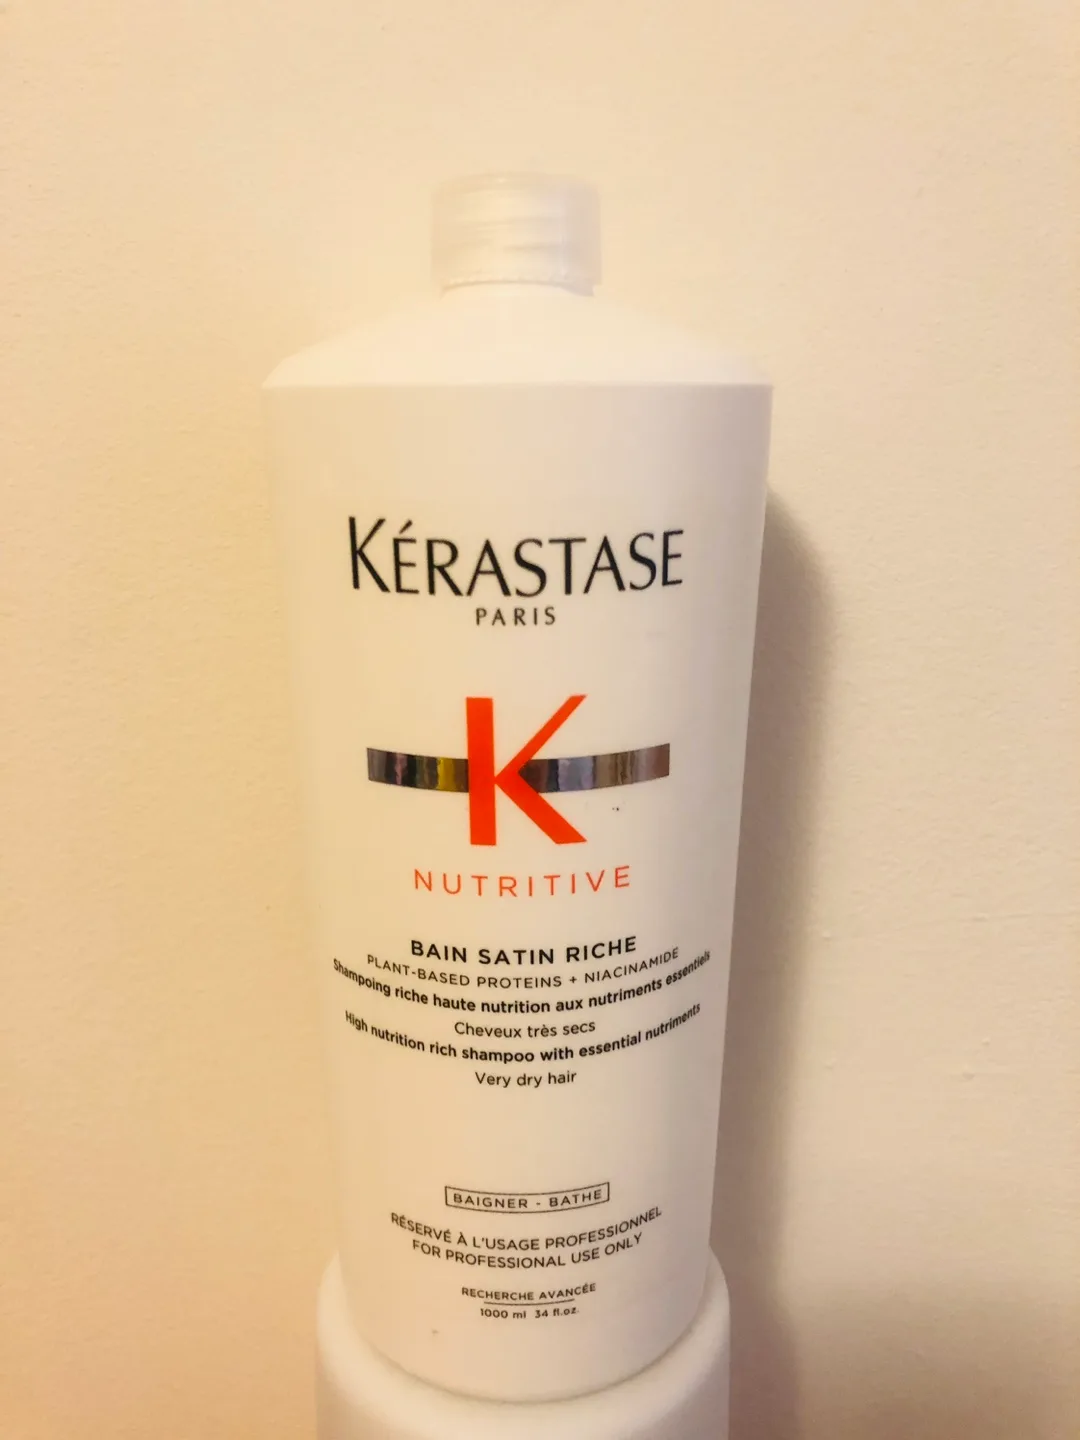 KÉRASTASE
PARIS
K
NUTRITIVE
BAIN SATIN RICHE
PLANT-BASED PROTEINS + NIACINAMIDE
Shampoing riche haute nutrition aux nutriments essentiels
Cheveux très secs
High nutrition rich shampoo with essential nutriments
Very dry hair
BAIGNER - BATHE
RÉSERVÉ À L'USAGE PROFESSIONNEL
FOR PROFESSIONAL USE ONLY
RECHERCHE AVANCÉE
1000 ml 34 fl.oz.